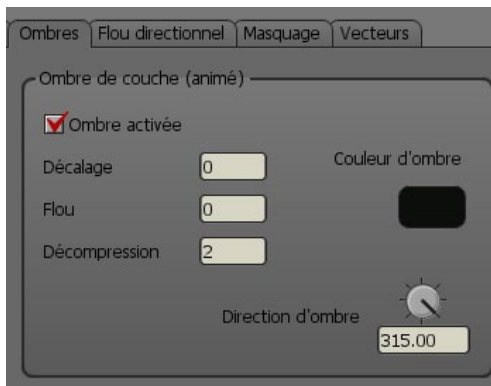 Ombres Flou directionnel Masquage Vecteurs
Ombre de couche (animé)
Ombre activée
Décalage 0 Couleur d'ombre
Flou 0
Décompression 2
Direction d'ombre
315.00